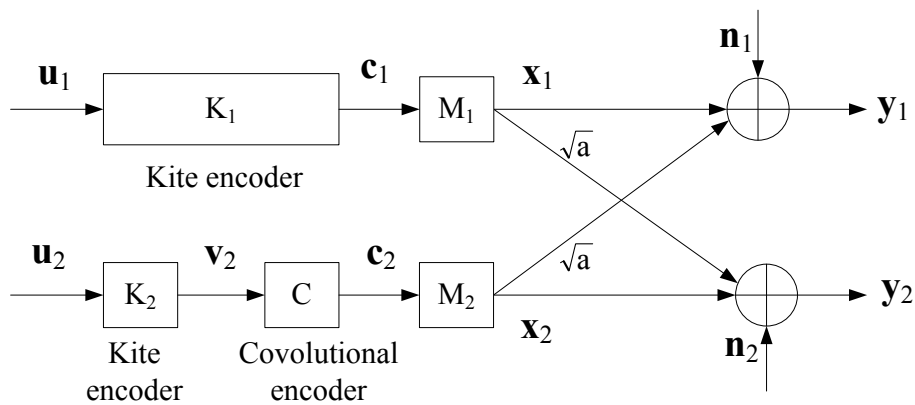 n₁
u₁
K₁
c₁
M₁
x₁
y₁
Kite encoder
√a
√a
u₂
K₂
v₂
C
c₂
M₂
x₂
y₂
n₂
Kite
encoder
Covolutional
encoder